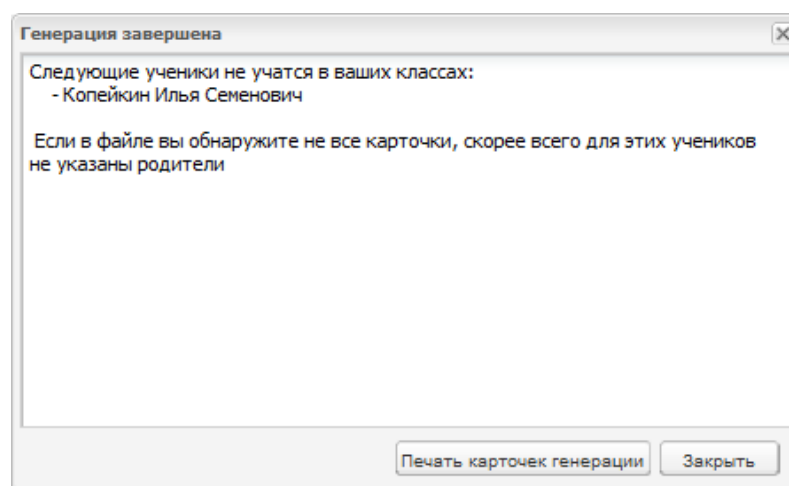 Генерация завершена
Следующие ученики не учатся в ваших классах:
- Копейкин Илья Семенович
Если в файле вы обнаружите не все карточки, скорее всего для этих учеников
не указаны родители
Печать карточек генерации
Закрыть